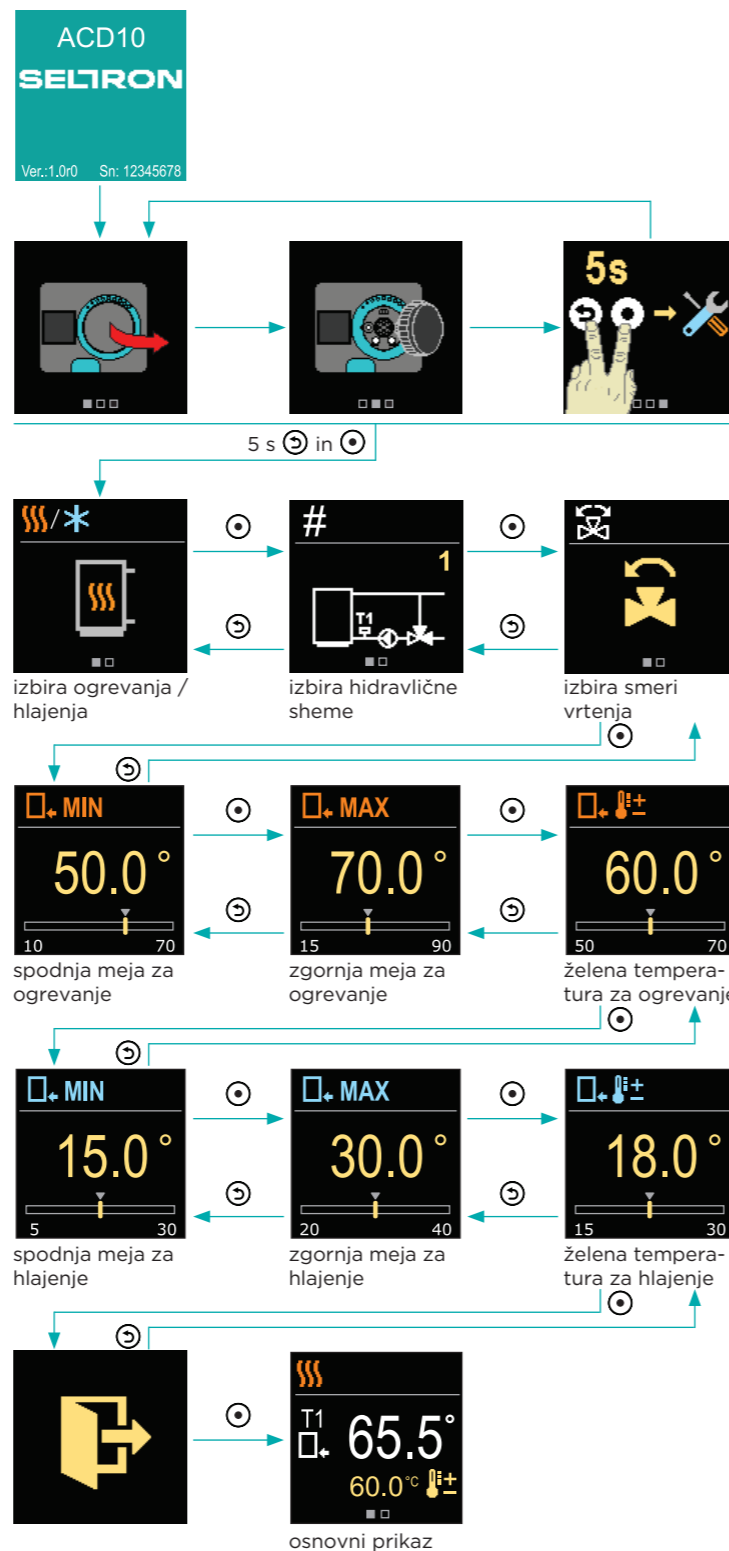 ACD10
SELTRON
Ver.:1.0r0 Sn: 12345678
5s
5 s in
/
#
1
T1
izbira ogrevanja /
hlajenja
izbira hidravlične
sheme
izbira smeri
vrtenja
MIN
50.0°
10 70
spodnja meja za
ogrevanje
MAX
70.0°
15 90
zgornja meja za
ogrevanje
60.0°
50 70
želena tempera-
tura za ogrevanje
MIN
15.0°
5 30
spodnja meja za
hlajenje
MAX
30.0°
20 40
zgornja meja za
hlajenje
18.0°
15 30
želena tempera-
tura za hlajenje
T1
65.5°
60.0°C
osnovni prikaz